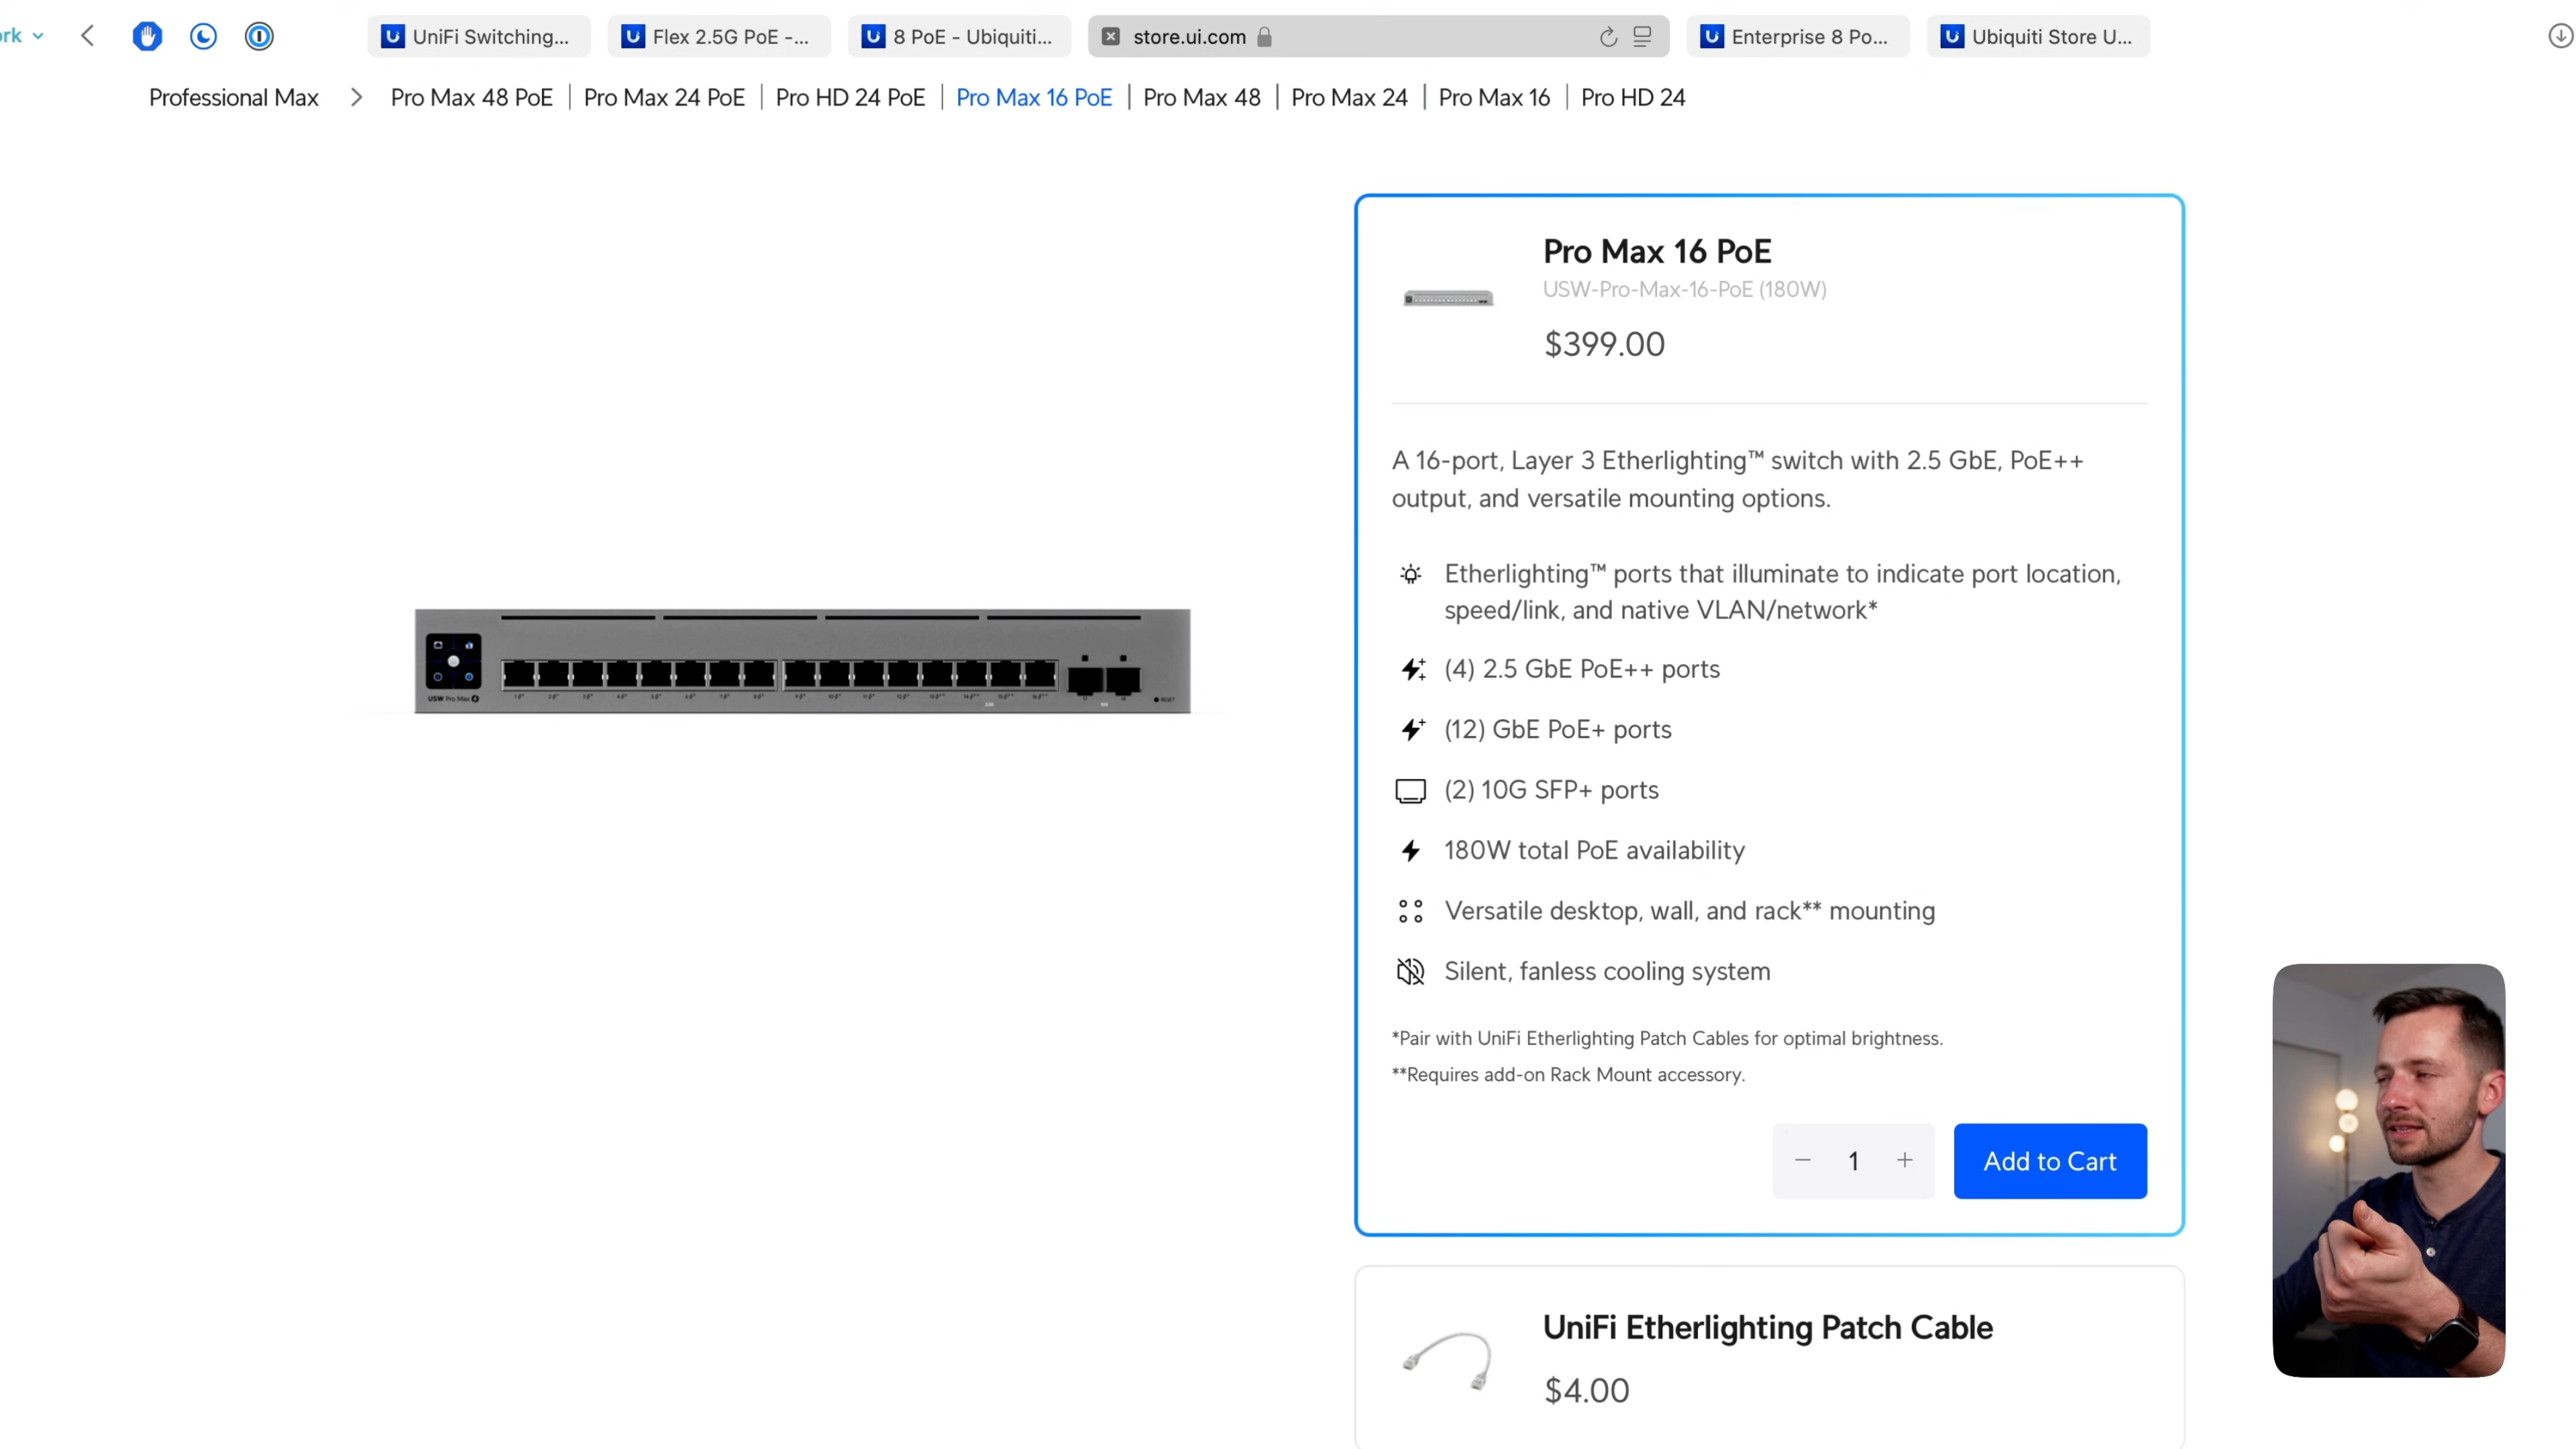 rk
UniFi Switching...
Flex 2.5G PoE -...
8 PoE - Ubiquiti...
store.ui.com
Enterprise 8 Po...
Ubiquiti Store U...
Professional Max > Pro Max 48 PoE | Pro Max 24 PoE | Pro HD 24 PoE | Pro Max 16 PoE | Pro Max 48 | Pro Max 24 | Pro Max 16 | Pro HD 24
Pro Max 16 PoE
USW-Pro-Max-16-PoE (180W)
$399.00
A 16-port, Layer 3 Etherlighting™ switch with 2.5 GbE, PoE++
output, and versatile mounting options.
Etherlighting™ ports that illuminate to indicate port location,
speed/link, and native VLAN/network*
(4) 2.5 GbE PoE++ ports
(12) GbE PoE+ ports
(2) 10G SFP+ ports
180W total PoE availability
Versatile desktop, wall, and rack** mounting
Silent, fanless cooling system
*Pair with UniFi Etherlighting Patch Cables for optimal brightness.
**Requires add-on Rack Mount accessory.
− 1 +
Add to Cart
USW Pro Max
RESET
UniFi Etherlighting Patch Cable
$4.00